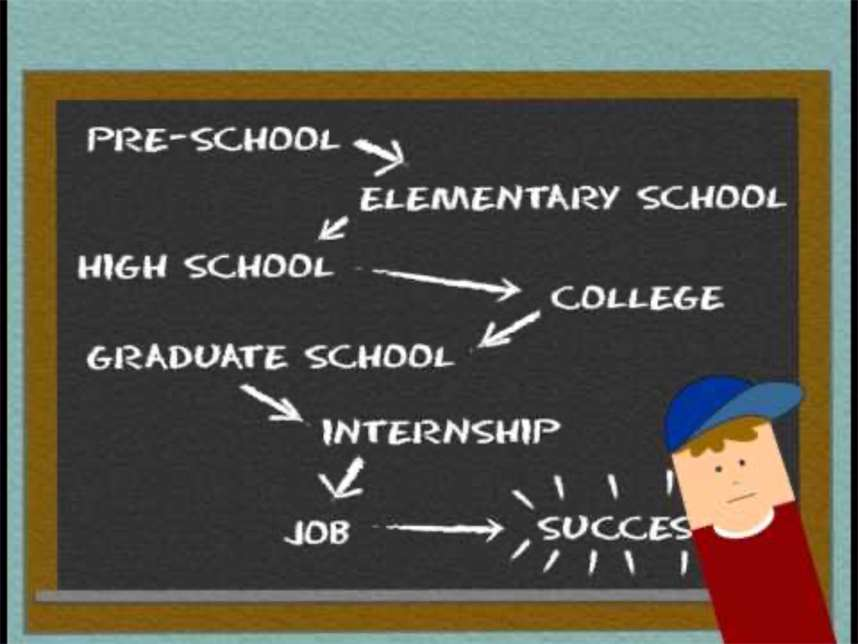 PRE-SCHOOL
ELEMENTARY SCHOOL
HIGH SCHOOL
COLLEGE
GRADUATE SCHOOL
INTERNSHIP
JOB
SUCCES